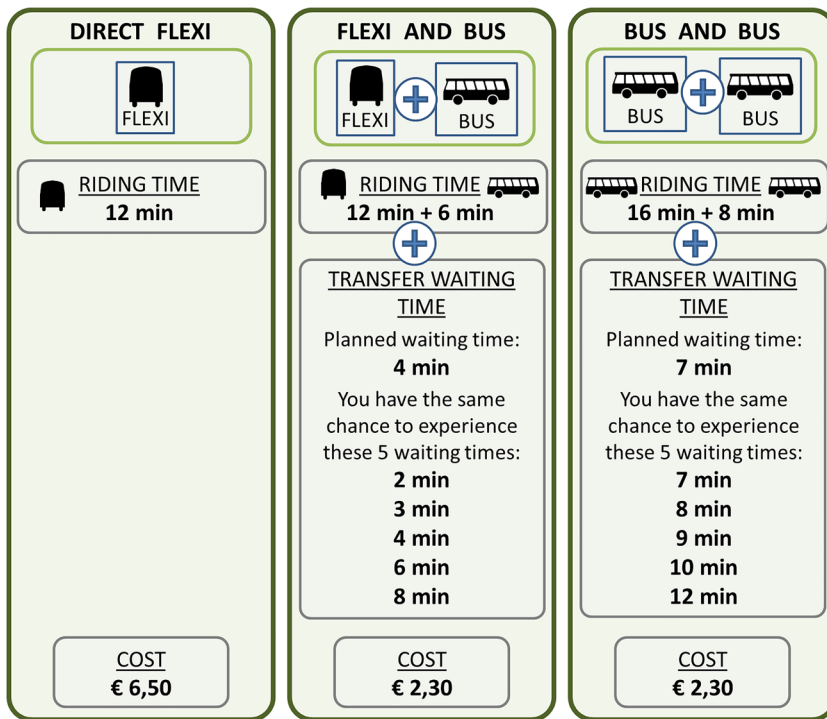 DIRECT FLEXI
FLEXI
RIDING TIME
12 min
COST
€ 6,50
FLEXI AND BUS
FLEXI
BUS
RIDING TIME
12 min + 6 min
TRANSFER WAITING
TIME
Planned waiting time:
4 min
You have the same
chance to experience
these 5 waiting times:
2 min
3 min
4 min
6 min
8 min
COST
€ 2,30
BUS AND BUS
BUS
BUS
RIDING TIME
16 min + 8 min
TRANSFER WAITING
TIME
Planned waiting time:
7 min
You have the same
chance to experience
these 5 waiting times:
7 min
8 min
9 min
10 min
12 min
COST
€ 2,30